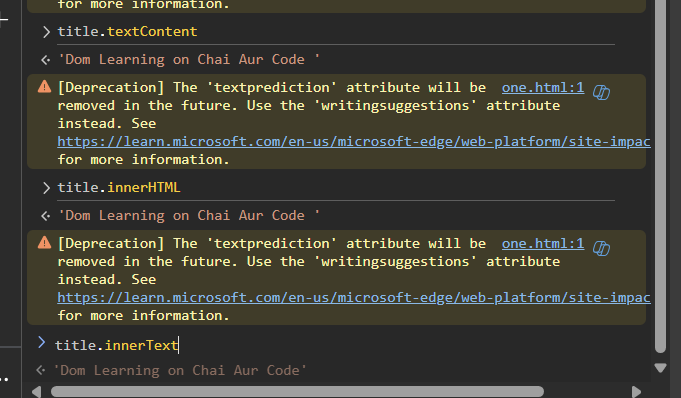 for more information.
> title.textContent
<· 'Dom Learning on Chai Aur Code '
[Deprecation] The 'textprediction' attribute will be one.html:1
removed in the future. Use the 'writingsuggestions' attribute
instead. See
https://learn.microsoft.com/en-us/microsoft-edge/web-platform/site-impac
for more information.
> title.innerHTML
<· 'Dom Learning on Chai Aur Code '
[Deprecation] The 'textprediction' attribute will be one.html:1
removed in the future. Use the 'writingsuggestions' attribute
instead. See
https://learn.microsoft.com/en-us/microsoft-edge/web-platform/site-impac
for more information.
> title.innerText
<· 'Dom Learning on Chai Aur Code'